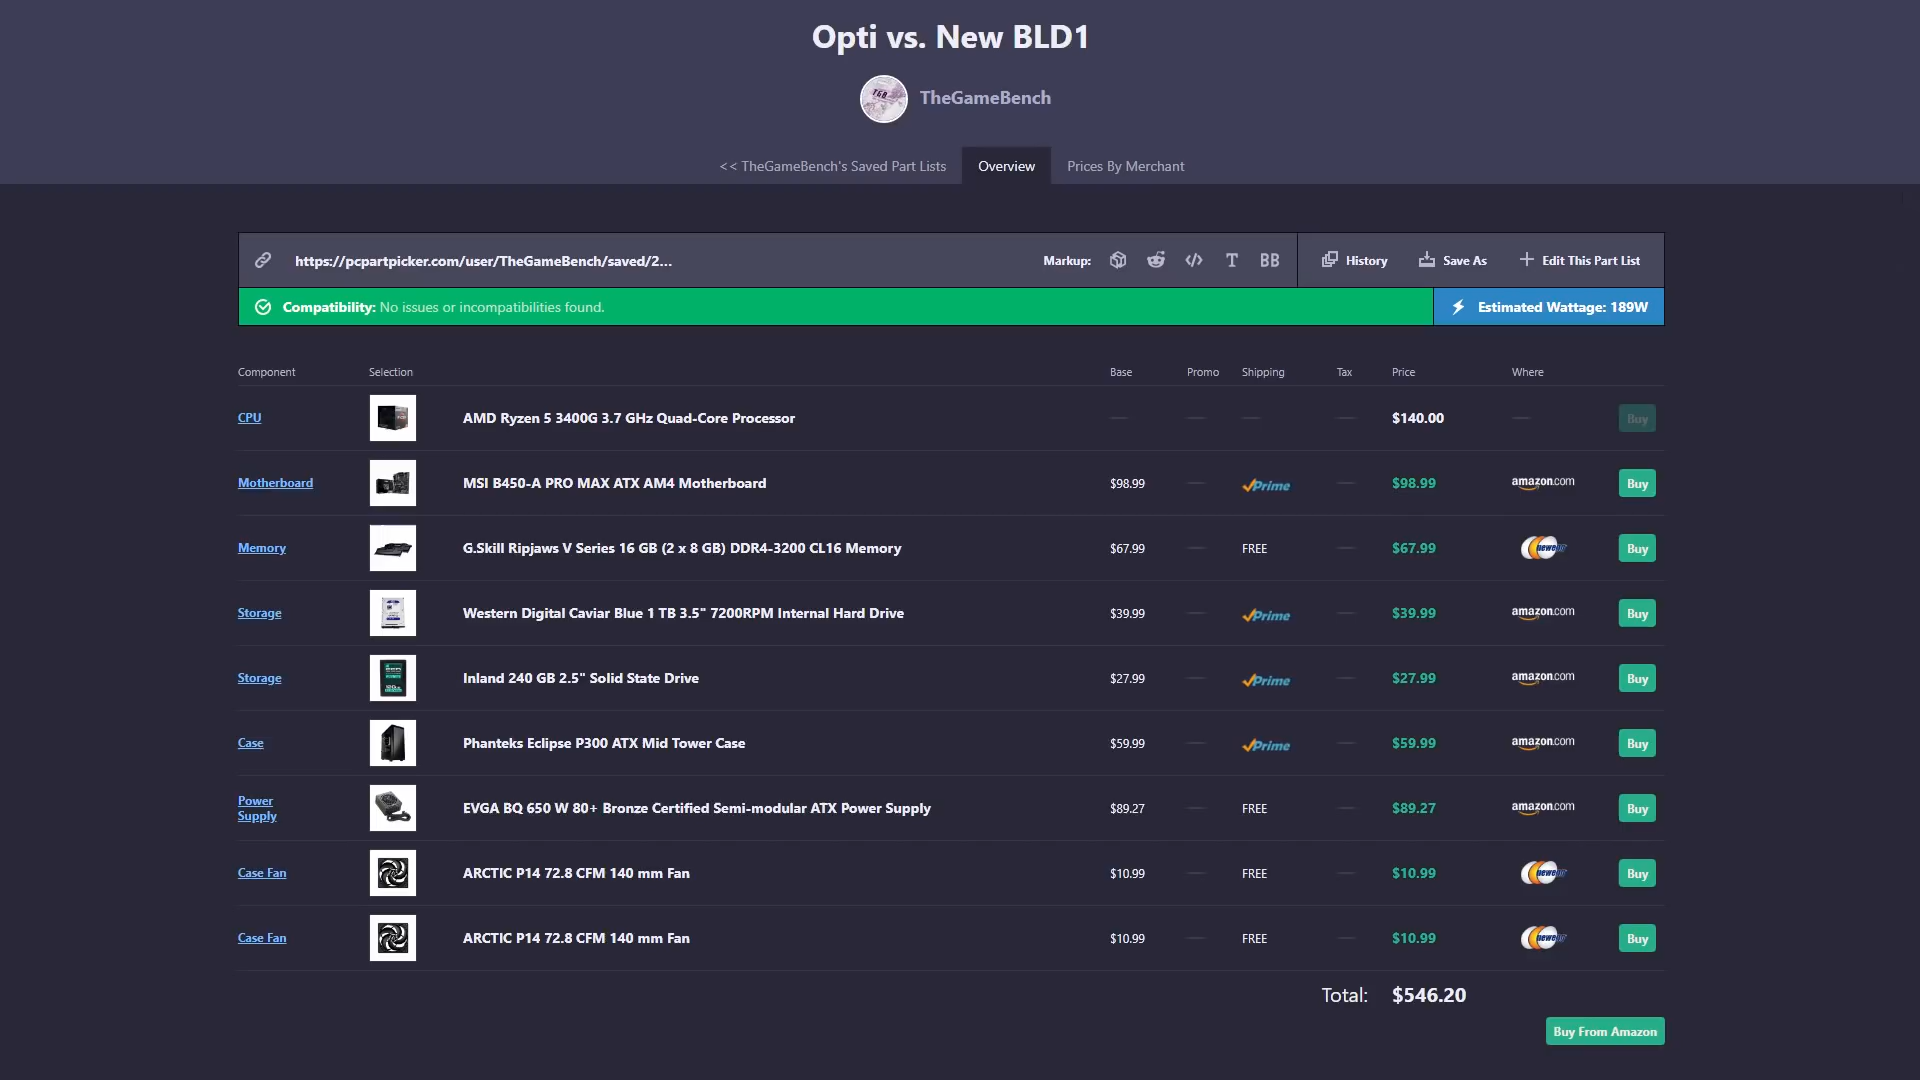 Opti vs. New BLD1
TGB
TheGameBench
<< TheGameBench's Saved Part Lists Overview Prices By Merchant
https://pcpartpicker.com/user/TheGameBench/saved/2... Markup: T BB History Save As Edit This Part List
Compatibility: No issues or incompatibilities found. Estimated Wattage: 189W
Component Selection Base Promo Shipping Tax Price Where
CPU AMD Ryzen 5 3400G 3.7 GHz Quad-Core Processor — — — — $140.00 — Buy
Motherboard MSI B450-A PRO MAX ATX AM4 Motherboard $98.99 — Prime — $98.99 amazon.com Buy
Memory G.Skill Ripjaws V Series 16 GB (2 x 8 GB) DDR4-3200 CL16 Memory $67.99 — FREE — $67.99 newegg Buy
Storage Western Digital Caviar Blue 1 TB 3.5" 7200RPM Internal Hard Drive $39.99 — Prime — $39.99 amazon.com Buy
Storage Inland 240 GB 2.5" Solid State Drive $27.99 — Prime — $27.99 amazon.com Buy
Case Phanteks Eclipse P300 ATX Mid Tower Case $59.99 — Prime — $59.99 amazon.com Buy
Power
Supply EVGA BQ 650 W 80+ Bronze Certified Semi-modular ATX Power Supply $89.27 — FREE — $89.27 amazon.com Buy
Case Fan ARCTIC P14 72.8 CFM 140 mm Fan $10.99 — FREE — $10.99 newegg Buy
Case Fan ARCTIC P14 72.8 CFM 140 mm Fan $10.99 — FREE — $10.99 newegg Buy
Total: $546.20
Buy From Amazon